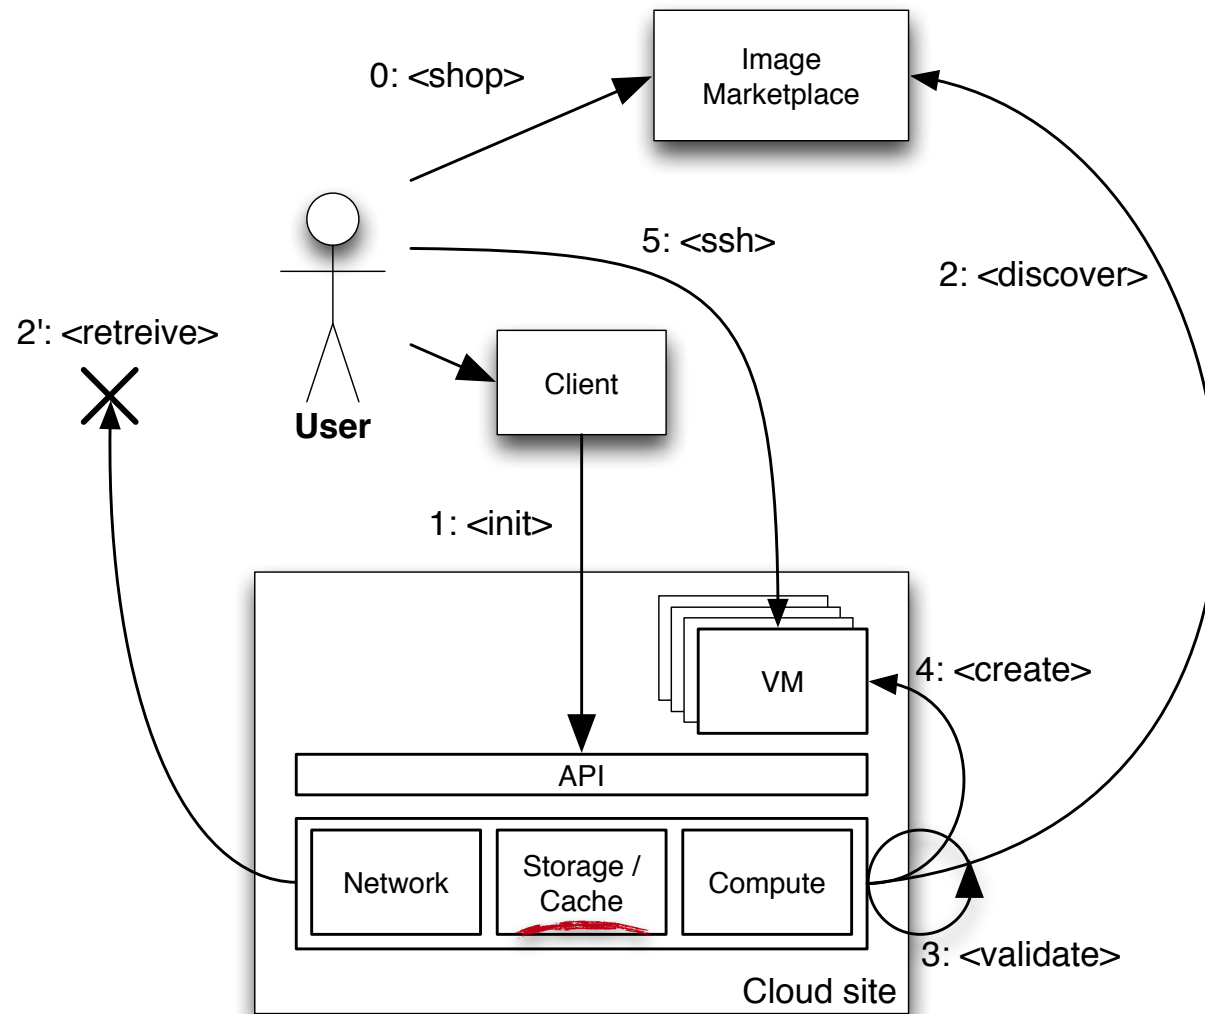 0: <shop>
Image
Marketplace
5: <ssh>
2: <discover>
2': <retreive>
Client
User
1: <init>
VM
4: <create>
API
Network
Storage /
Cache
Compute
3: <validate>
Cloud site